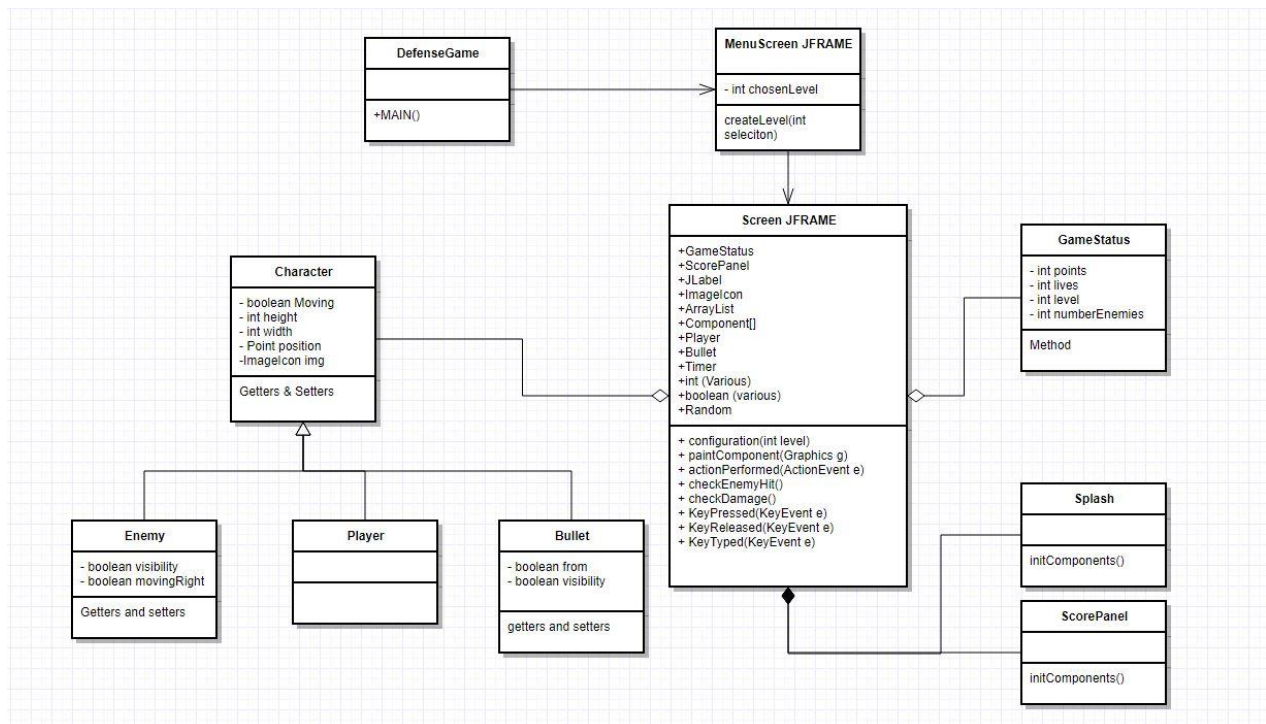 DefenseGame
+MAIN()
MenuScreen JFRAME
- int chosenLevel
createLevel(int
seleciton)
Screen JFRAME
+GameStatus
+ScorePanel
+JLabel
+ImageIcon
+ArrayList
+Component[]
+Player
+Bullet
+Timer
+int (Various)
+boolean (various)
+Random
+ configuration(int level)
+ paintComponent(Graphics g)
+ actionPerformed(ActionEvent e)
+ checkEnemyHit()
+ checkDamage()
+ KeyPressed(KeyEvent e)
+ KeyReleased(KeyEvent e)
+ KeyTyped(KeyEvent e)
GameStatus
- int points
- int lives
- int level
- int numberEnemies
Method
Character
- boolean Moving
- int height
- int width
- Point position
-ImageIcon img
Getters & Setters
Enemy
- boolean visibility
- boolean movingRight
Getters and setters
Player
Bullet
- boolean from
- boolean visibility
getters and setters
Splash
initComponents()
ScorePanel
initComponents()